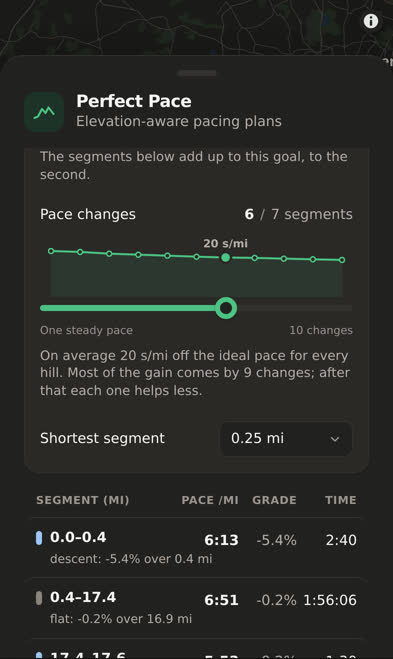 Perfect Pace
Elevation-aware pacing plans
The segments below add up to this goal, to the
second.
Pace changes 6 / 7 segments
20 s/mi
One steady pace 10 changes
On average 20 s/mi off the ideal pace for every
hill. Most of the gain comes by 9 changes; after
that each one helps less.
Shortest segment 0.25 mi
SEGMENT (MI) PACE /MI GRADE TIME
0.0–0.4 6:13 -5.4% 2:40
descent: -5.4% over 0.4 mi
0.4–17.4 6:51 -0.2% 1:56:06
flat: -0.2% over 16.9 mi